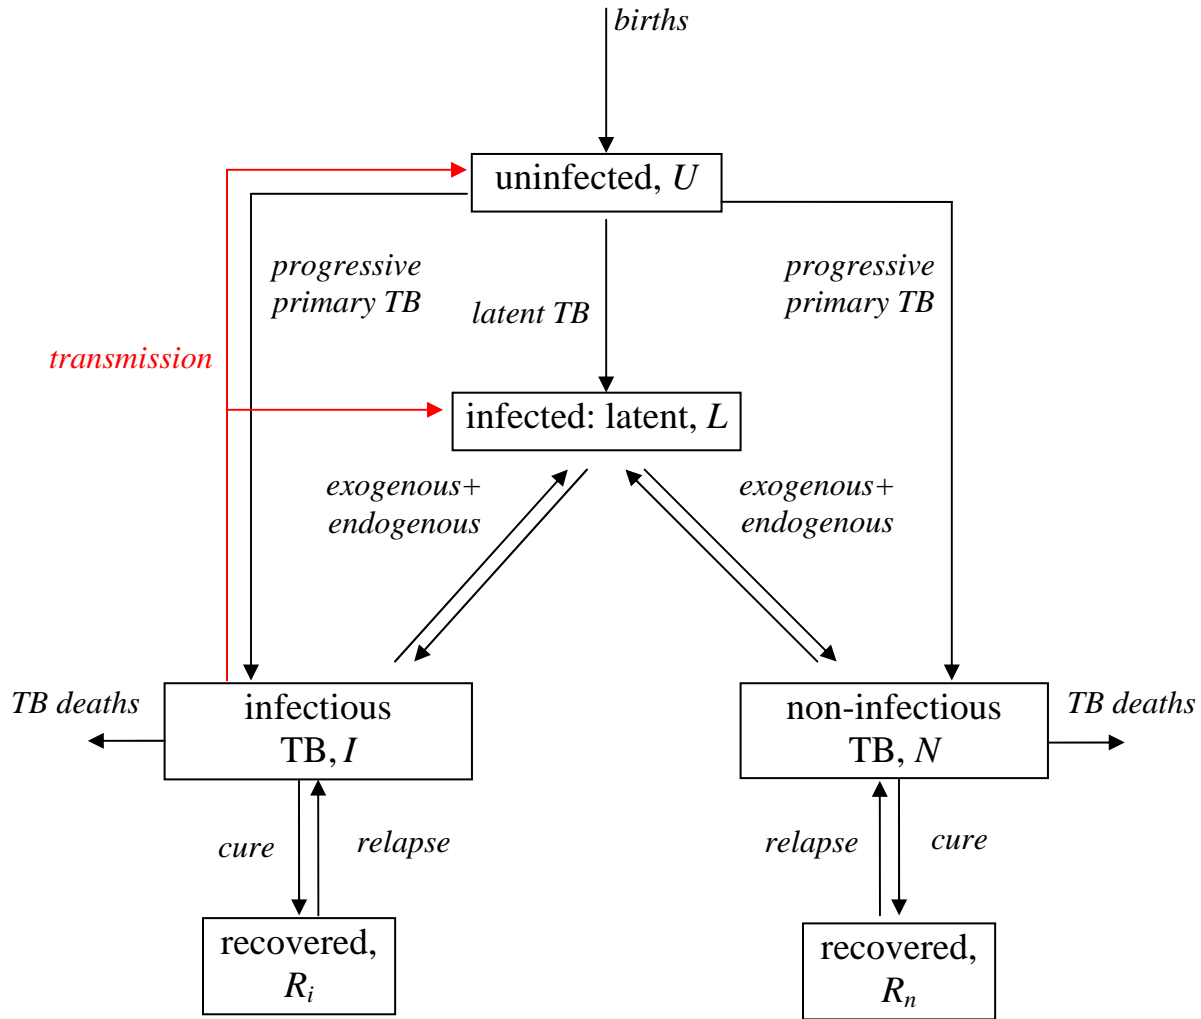 births
uninfected, U
progressive
primary TB
latent TB
progressive
primary TB
transmission
infected: latent, L
exogenous+
endogenous
exogenous+
endogenous
TB deaths
infectious
TB, I
non-infectious
TB, N
TB deaths
cure
relapse
relapse
cure
recovered,
Ri
recovered,
Rn